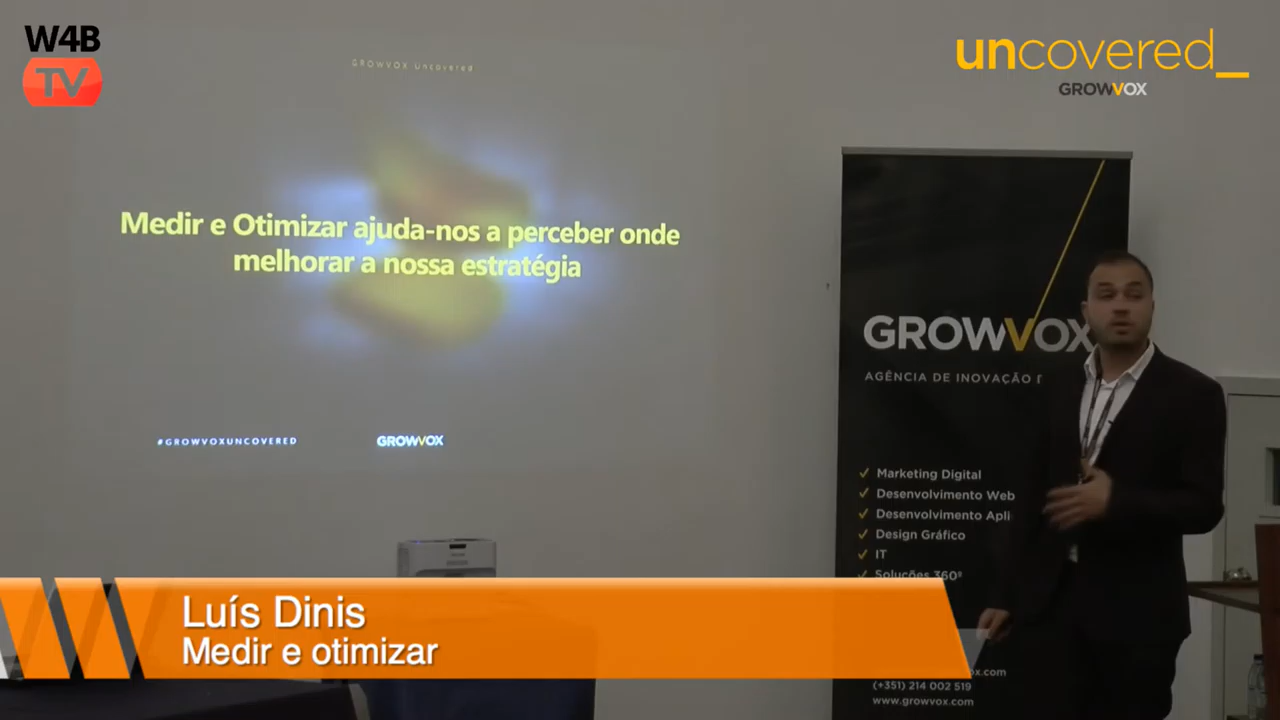 W4B
TV
uncovered_
GROWVOX
GROWVOX Uncovered
Medir e Otimizar ajuda-nos a perceber onde
melhorar a nossa estratégia
#GROWVOXUNCOVERED
GROWVOX
GROWVOX
AGÊNCIA DE INOVAÇÃO
✓ Marketing Digital
✓ Desenvolvimento Web
✓ Desenvolvimento Apli
✓ Design Gráfico
✓ IT
✓ Soluções 360º
Luís Dinis
Medir e otimizar
x.com
(+351) 214 002 519
www.growvox.com